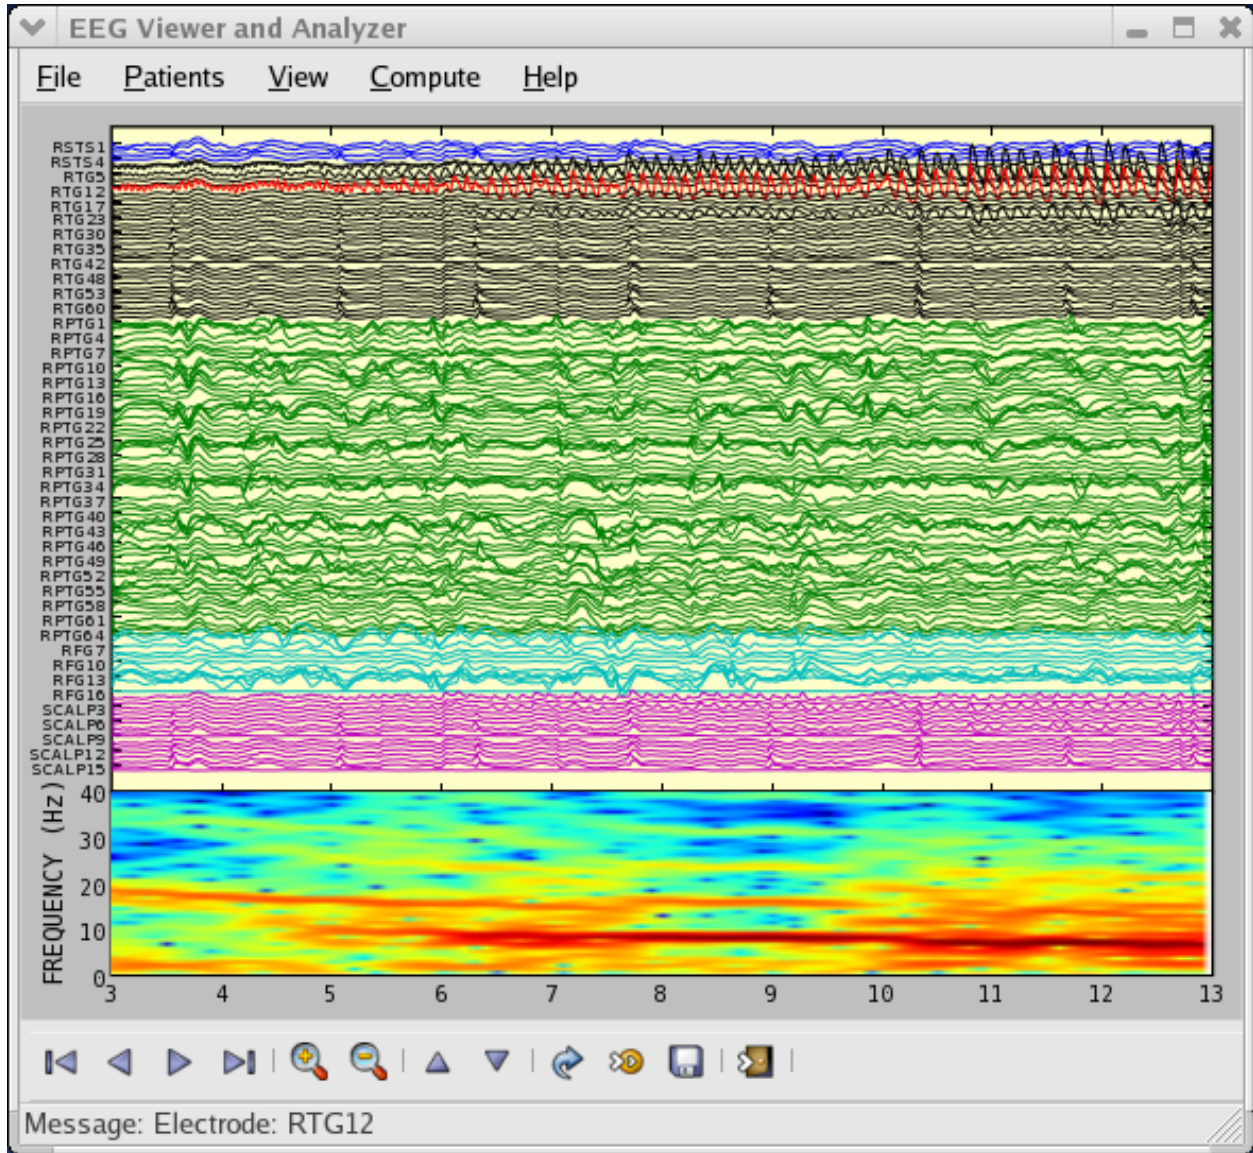 EEG Viewer and Analyzer
File Patients View Compute Help
RSTS1
RSTS4
RTG5
RTG12
RTG17
RTG23
RTG30
RTG35
RTG42
RTG48
RTG53
RTG60
RPTG1
RPTG4
RPTG7
RPTG10
RPTG13
RPTG16
RPTG19
RPTG22
RPTG25
RPTG28
RPTG31
RPTG34
RPTG37
RPTG40
RPTG43
RPTG46
RPTG49
RPTG52
RPTG55
RPTG58
RPTG61
RPTG64
RFG7
RFG10
RFG13
RFG16
SCALP3
SCALP6
SCALP9
SCALP12
SCALP15
FREQUENCY (Hz)
40
30
20
10
0
3 4 5 6 7 8 9 10 11 12 13
Message: Electrode: RTG12